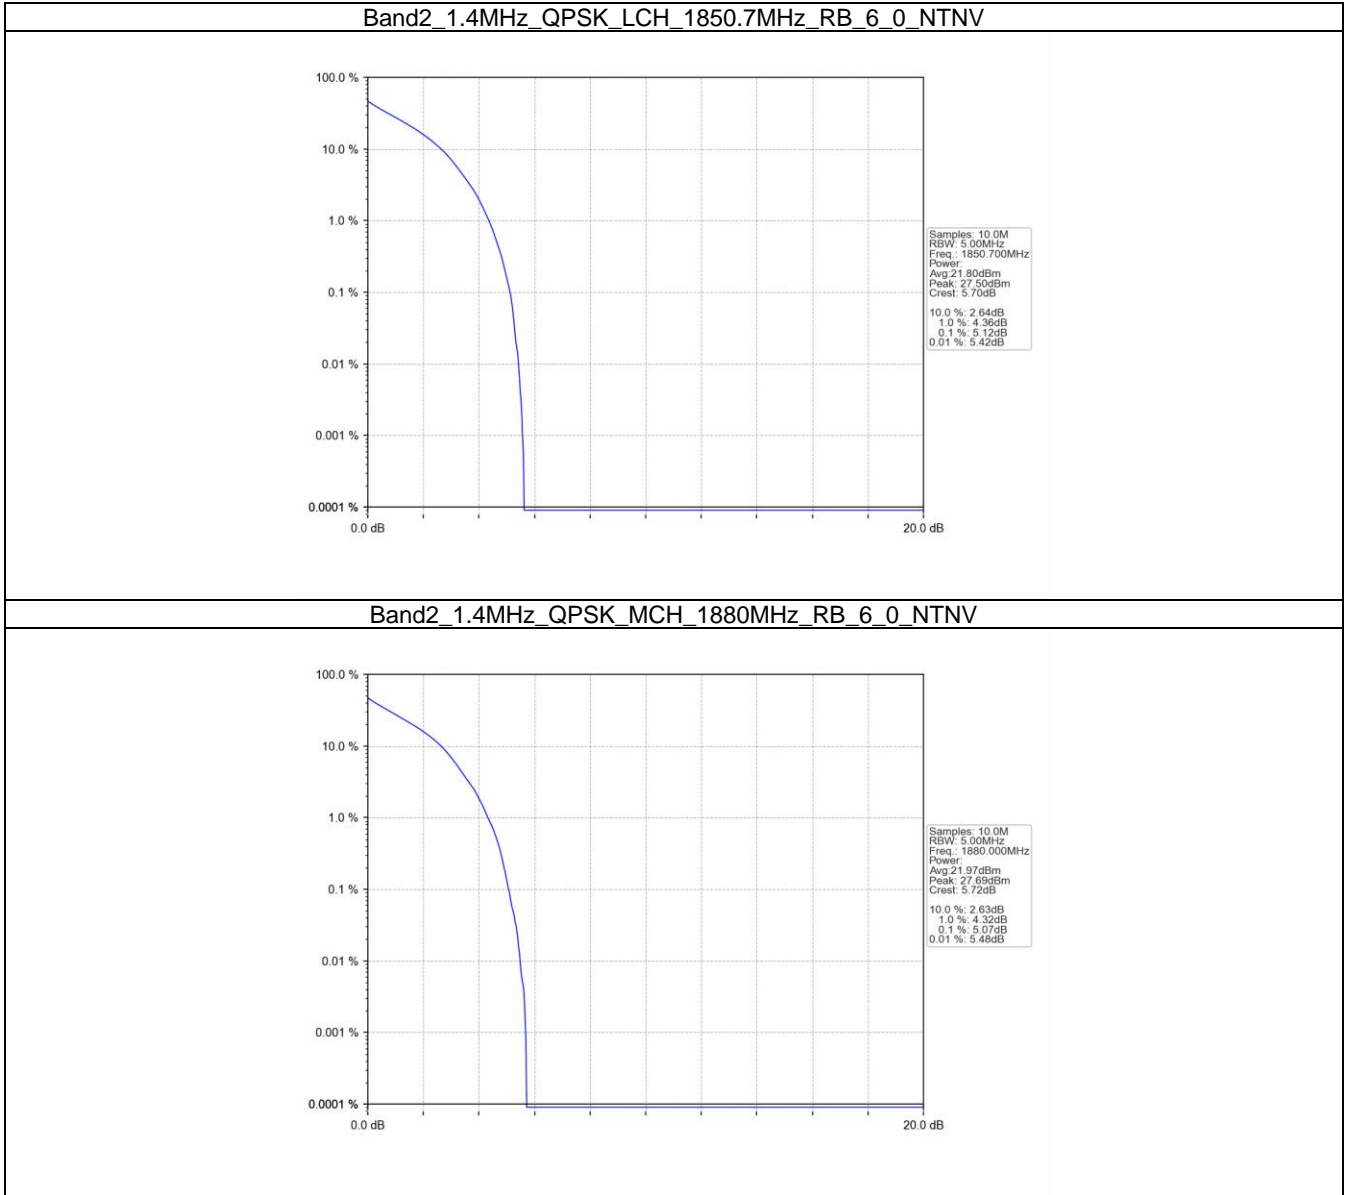 Band2_1.4MHz_QPSK_LCH_1850.7MHz_RB_6_0_NTNV
100.0 %
10.0 %
1.0 %
0.1 %
0.01 %
0.001 %
0.0001 %
0.0 dB
20.0 dB
Samples: 10.0M
RBW: 5.00MHz
Freq.: 1850.700MHz
Power:
Avg:21.80dBm
Peak: 27.50dBm
Crest: 5.70dB
10.0 %: 2.64dB
1.0 %: 4.36dB
0.1 %: 5.12dB
0.01 %: 5.42dB
Band2_1.4MHz_QPSK_MCH_1880MHz_RB_6_0_NTNV
100.0 %
10.0 %
1.0 %
0.1 %
0.01 %
0.001 %
0.0001 %
0.0 dB
20.0 dB
Samples: 10.0M
RBW: 5.00MHz
Freq.: 1880.000MHz
Power:
Avg:21.97dBm
Peak: 27.69dBm
Crest: 5.72dB
10.0 %: 2.63dB
1.0 %: 4.32dB
0.1 %: 5.07dB
0.01 %: 5.48dB